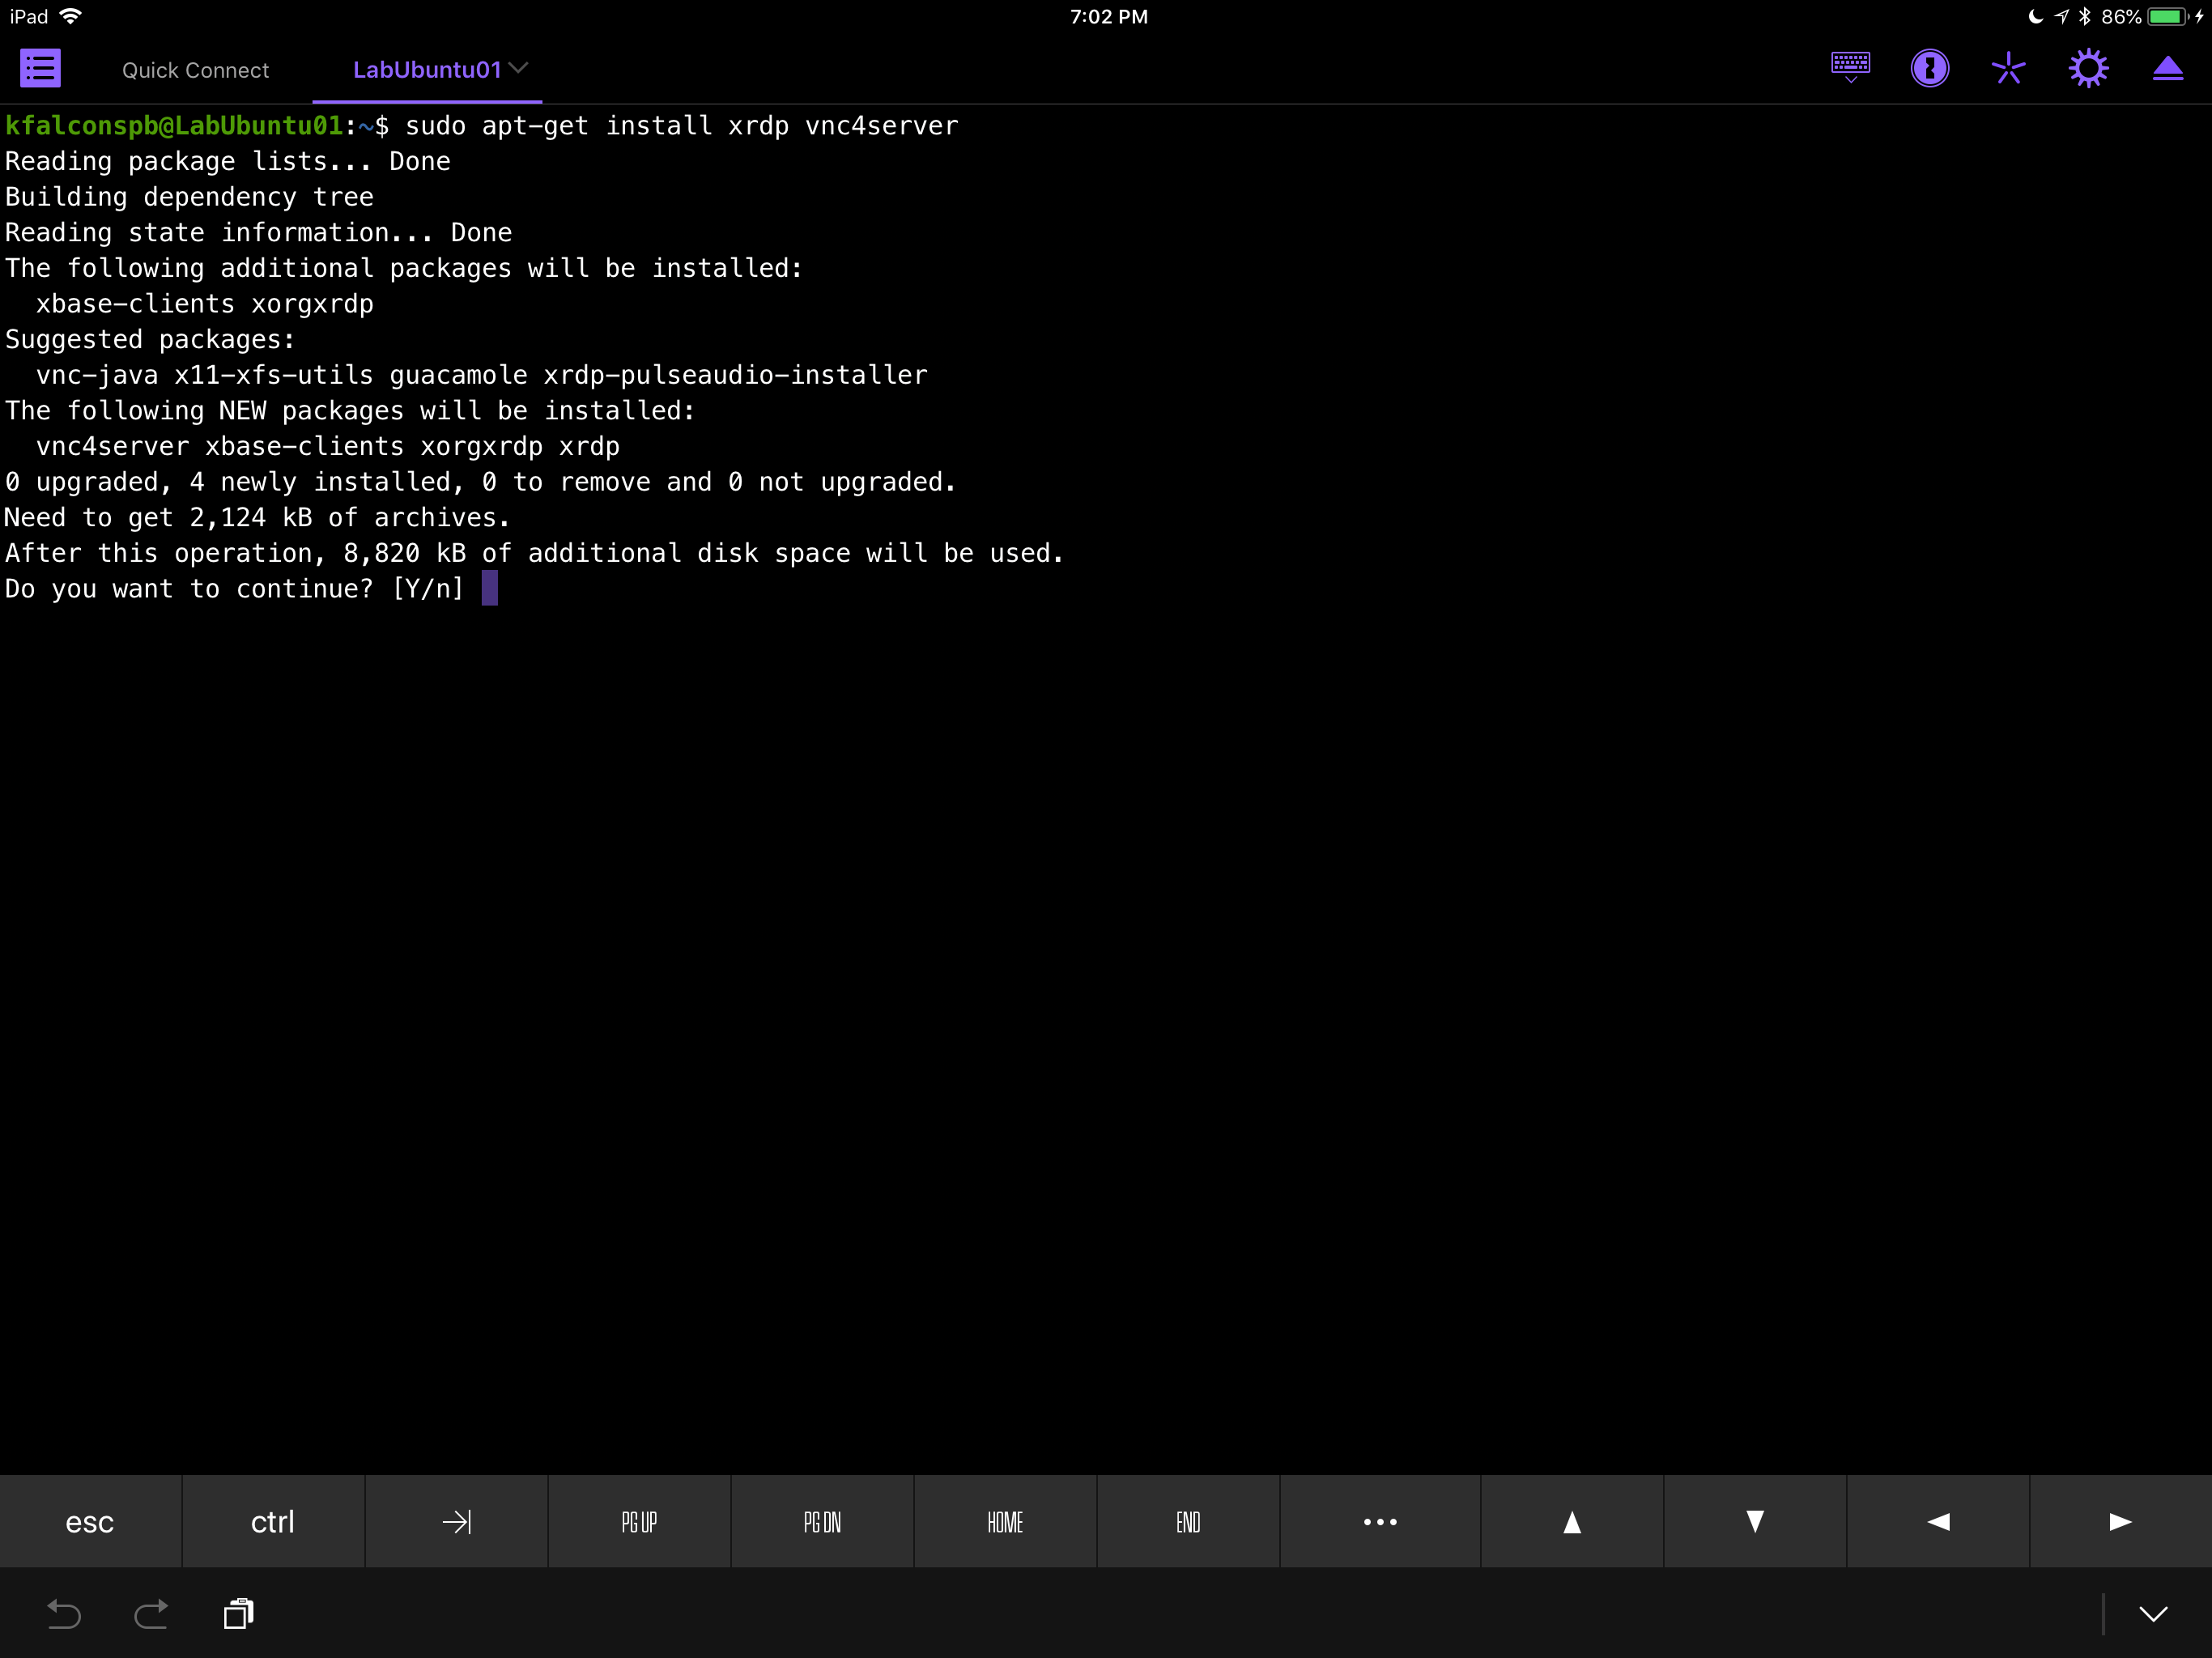 iPad 7:02 PM 86%
Quick Connect LabUbuntu01
kfalconspb@LabUbuntu01:~$ sudo apt-get install xrdp vnc4server
Reading package lists... Done
Building dependency tree
Reading state information... Done
The following additional packages will be installed:
  xbase-clients xorgxrdp
Suggested packages:
  vnc-java x11-xfs-utils guacamole xrdp-pulseaudio-installer
The following NEW packages will be installed:
  vnc4server xbase-clients xorgxrdp xrdp
0 upgraded, 4 newly installed, 0 to remove and 0 not upgraded.
Need to get 2,124 kB of archives.
After this operation, 8,820 kB of additional disk space will be used.
Do you want to continue? [Y/n]
esc ctrl PG UP PG DN HOME END •••